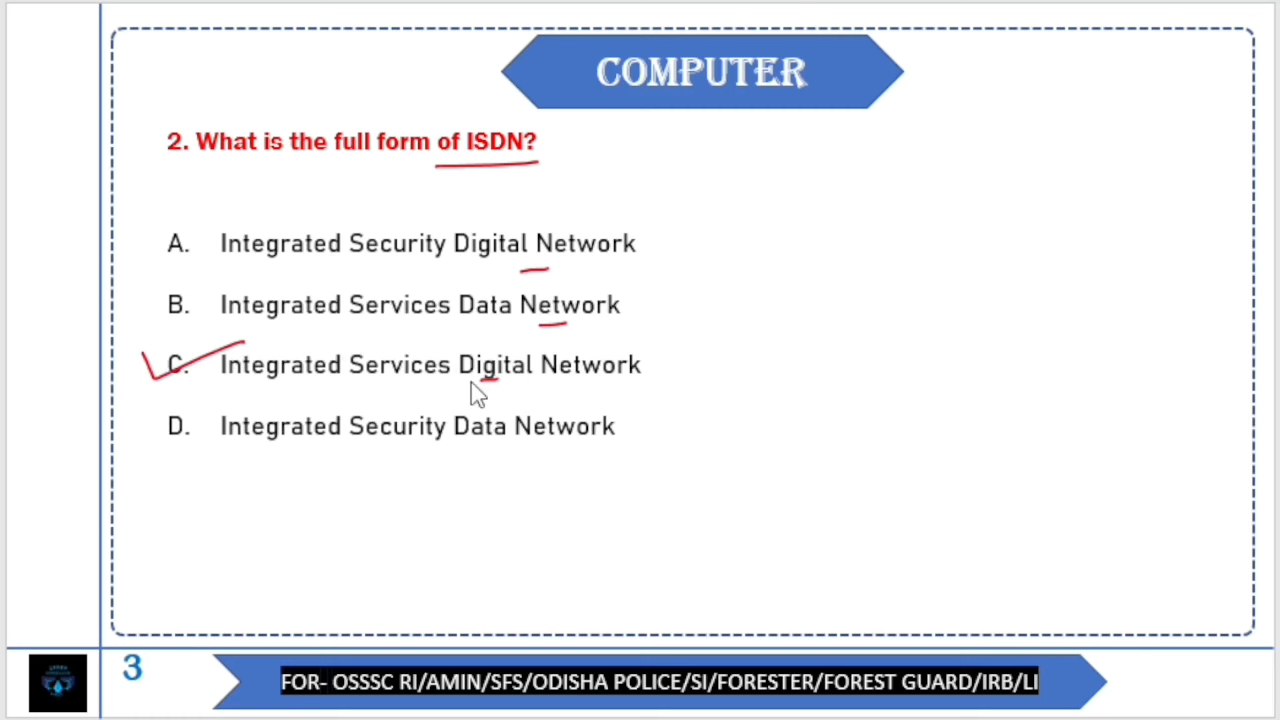 COMPUTER
2. What is the full form of ISDN?
A. Integrated Security Digital Network
B. Integrated Services Data Network
C. Integrated Services Digital Network
D. Integrated Security Data Network
3
FOR- OSSSC RI/AMIN/SFS/ODISHA POLICE/SI/FORESTER/FOREST GUARD/IRB/LI